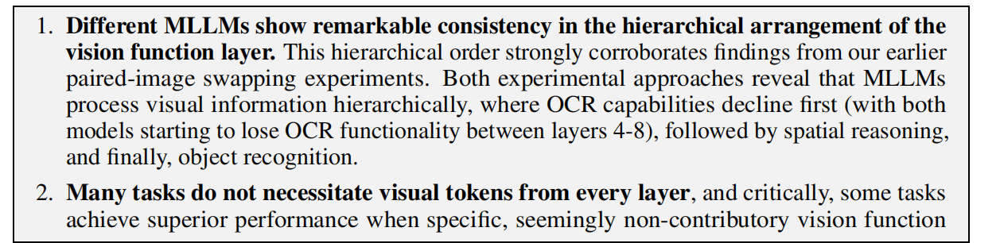 1. Different MLLMs show remarkable consistency in the hierarchical arrangement of the
vision function layer. This hierarchical order strongly corroborates findings from our earlier
paired-image swapping experiments. Both experimental approaches reveal that MLLMs
process visual information hierarchically, where OCR capabilities decline first (with both
models starting to lose OCR functionality between layers 4-8), followed by spatial reasoning,
and finally, object recognition.
2. Many tasks do not necessitate visual tokens from every layer, and critically, some tasks
achieve superior performance when specific, seemingly non-contributory vision function